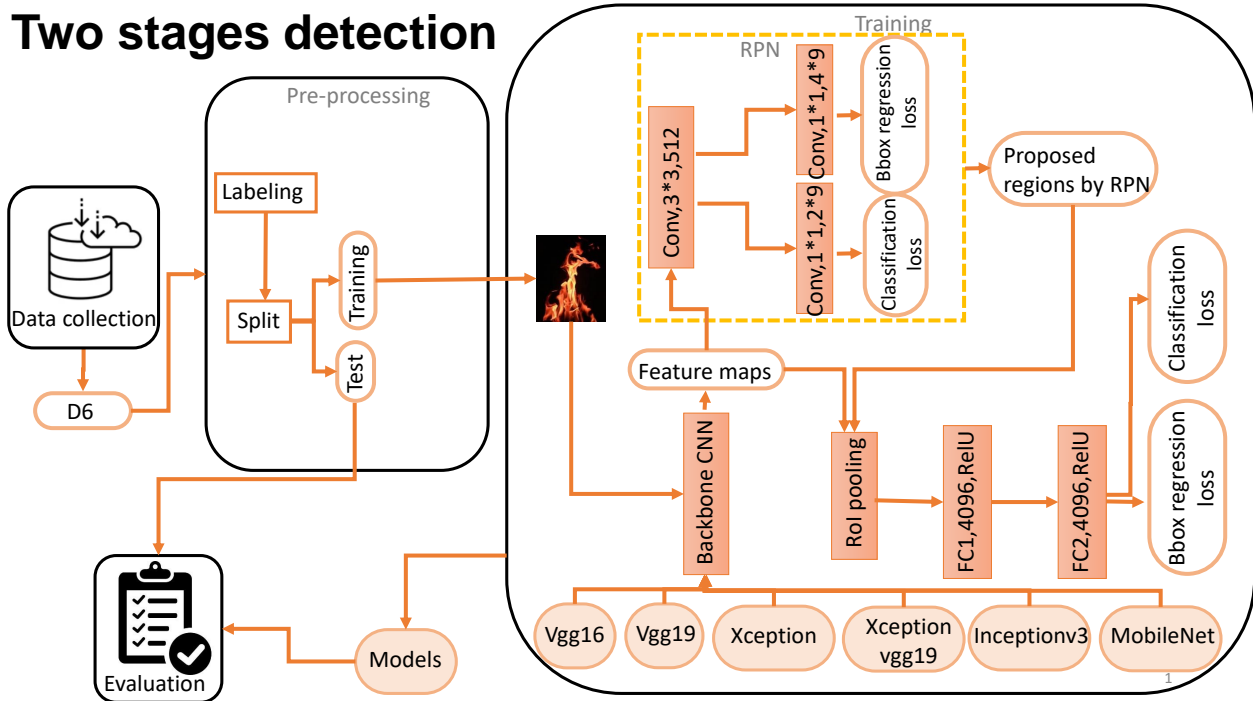 Two stages detection
Pre-processing
Labeling
Split
Training
Test
Data collection
D6
Evaluation
Models
Training
RPN
Conv,3*3,512
Conv,1*1,4*9
Conv,1*1,2*9
Bbox regression
loss
Classification
loss
Proposed
regions by RPN
Feature maps
Backbone CNN
RoI pooling
FC1,4096,RelU
FC2,4096,RelU
Classification
loss
Bbox regression
loss
Vgg16
Vgg19
Xception
Xception
vgg19
Inceptionv3
MobileNet
1